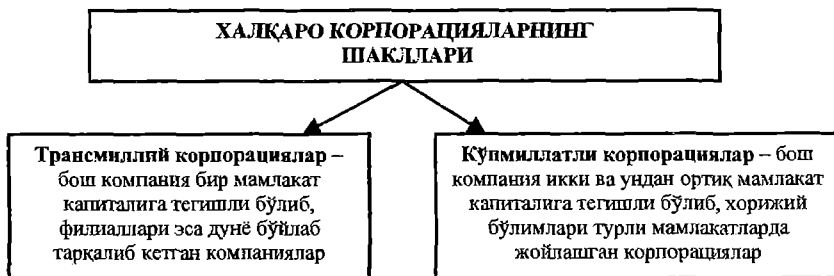 ХАЛҚАРО КОРПОРАЦИЯЛАРНИНГ
ШАКЛЛАРИ
Трансмиллий корпорациялар –
бош компания бир мамлакат
капиталига тегишли бўлиб,
филиаллари эса дунё бўйлаб
тарқалиб кетган компаниялар
Кўпмиллатли корпорациялар – бош
компания икки ва ундан ортиқ мамлакат
капиталига тегишли бўлиб, хорижий
бўлимлари турли мамлакатларда
жойлашган корпорациялар